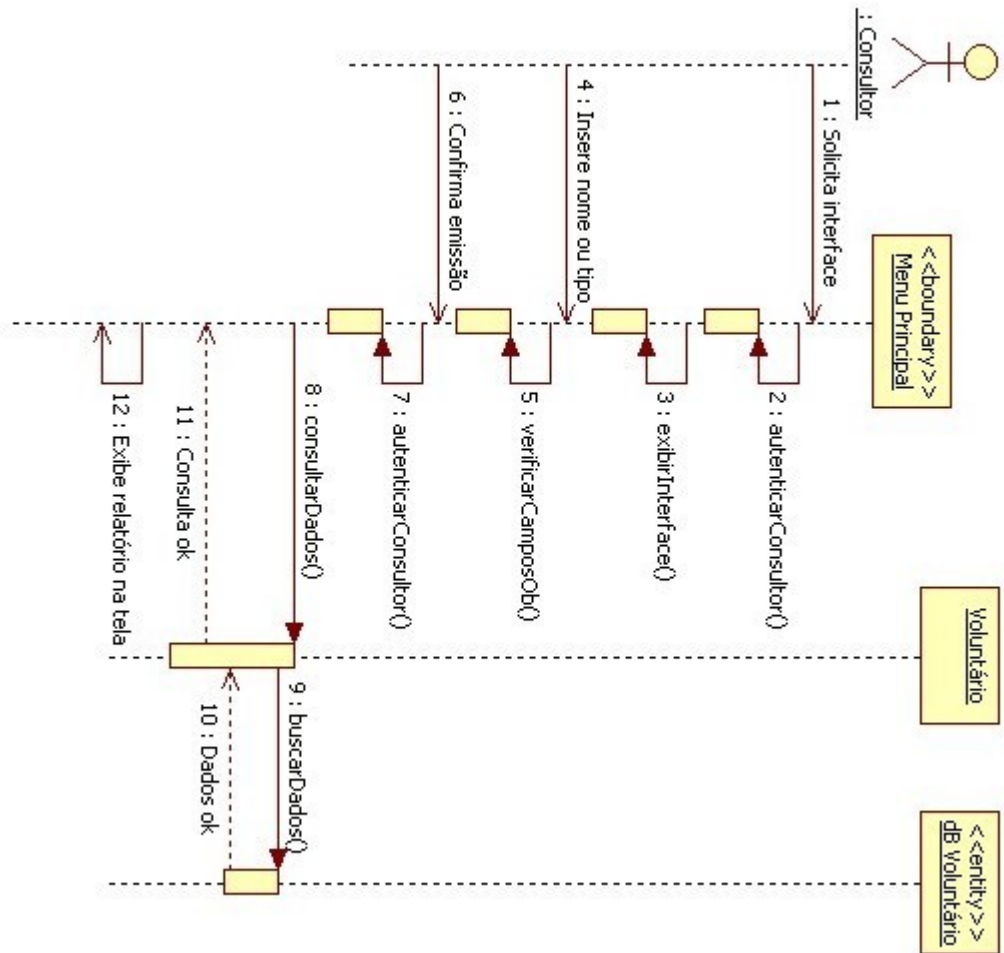 : Consultor
<<boundary>>
Menu Principal
Voluntário
<<entity>>
dB Voluntário
1 : Solicita interface
2 : autenticarConsultor()
3 : exibirInterface()
4 : Insere nome ou tipo
5 : verificarCamposOb()
6 : Confirma emissão
7 : autenticarConsultor()
8 : consultarDados()
9 : buscarDados()
10 : Dados ok
11 : Consulta ok
12 : Exibe relatório na tela